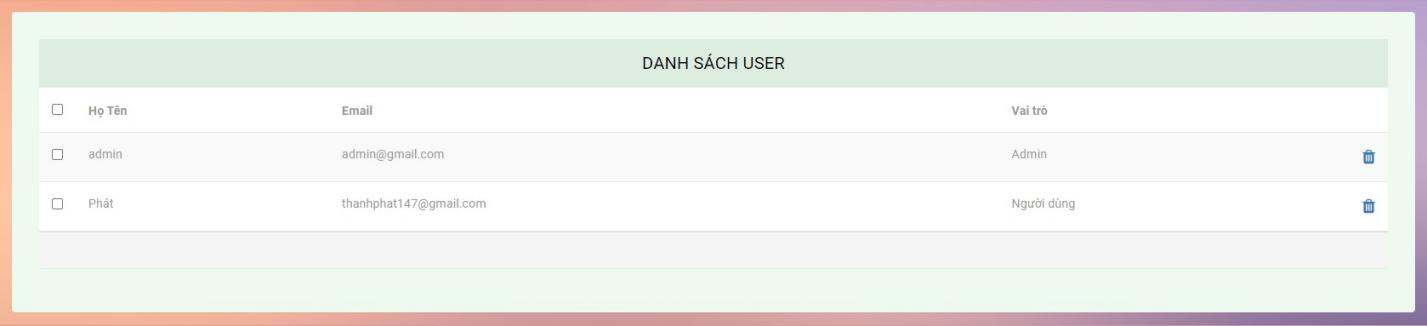 DANH SÁCH USER
Họ Tên Email Vai trò
admin admin@gmail.com Admin
Phát thanhphat147@gmail.com Người dùng